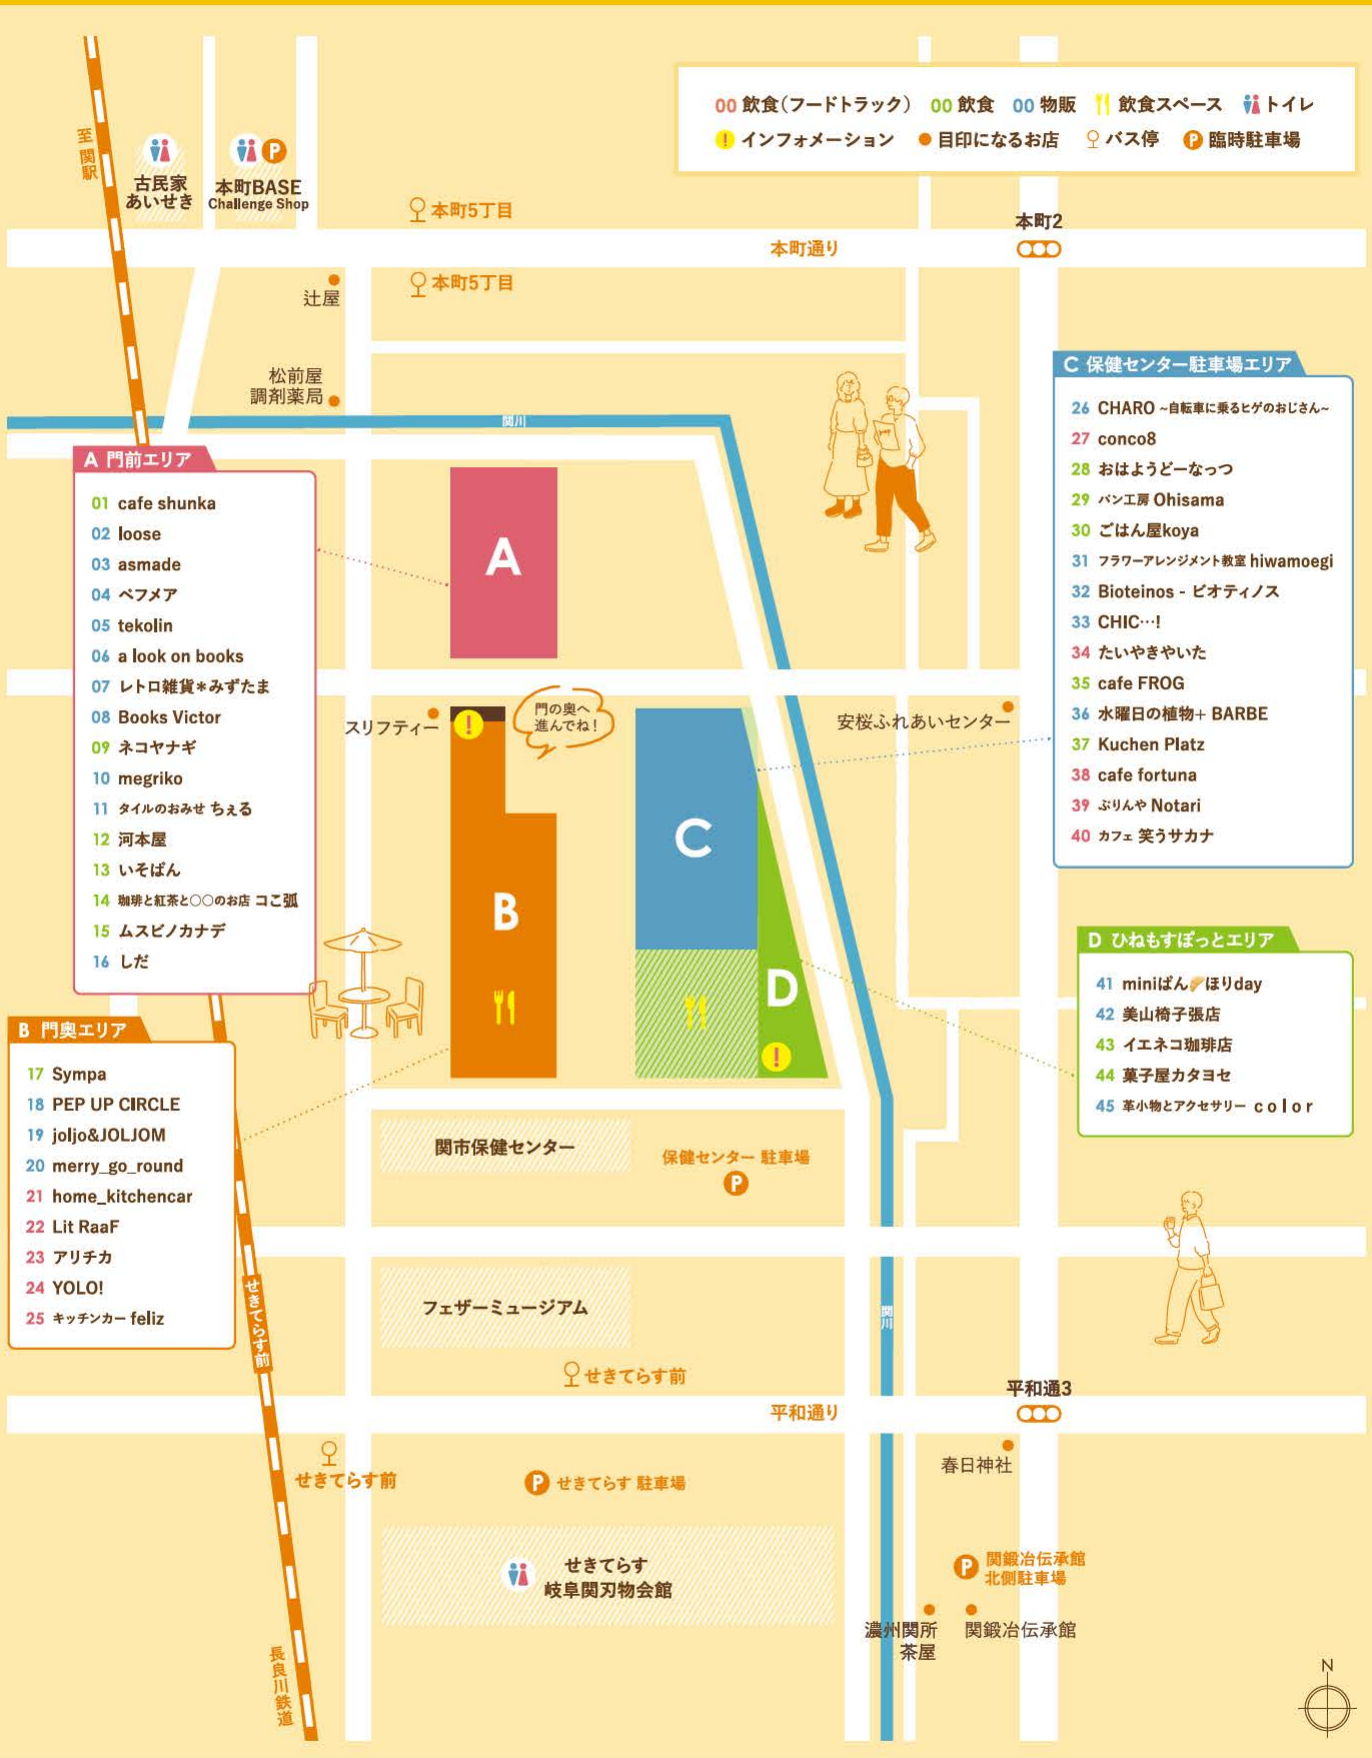 00 飲食(フードトラック) 00 飲食 00 物販 飲食スペース トイレ
! インフォメーション 目印になるお店 バス停 P 臨時駐車場
至 関駅
古民家
あいせき
P
本町BASE
Challenge Shop
本町5丁目
本町通り
本町2
本町5丁目
辻屋
松前屋
調剤薬局
関川
A 門前エリア
01 cafe shunka
02 loose
03 asmade
04 ペフメア
05 tekolin
06 a look on books
07 レトロ雑貨*みずたま
08 Books Victor
09 ネコヤナギ
10 megriko
11 タイルのおみせ ちぇる
12 河本屋
13 いそぱん
14 珈琲と紅茶と○○のお店 コこ弧
15 ムスビノカナデ
16 しだ
A
C 保健センター駐車場エリア
26 CHARO ~自転車に乗るヒゲのおじさん~
27 conco8
28 おはようどーなっつ
29 パン工房 Ohisama
30 ごはん屋koya
31 フラワーアレンジメント教室 hiwamoegi
32 Bioteinos - ビオティノス
33 CHIC…!
34 たいやきやいた
35 cafe FROG
36 水曜日の植物+ BARBE
37 Kuchen Platz
38 cafe fortuna
39 ぷりんや Notari
40 カフェ 笑うサカナ
スリフティー
!
門の奥へ
進んでね!
安桜ふれあいセンター
C
B
D
!
D ひねもすぽっとエリア
41 miniぱん ほりday
42 美山椅子張店
43 イエネコ珈琲店
44 菓子屋カタヨセ
45 革小物とアクセサリー color
B 門奥エリア
17 Sympa
18 PEP UP CIRCLE
19 joljo&JOLJOM
20 merry_go_round
21 home_kitchencar
22 Lit RaaF
23 アリチカ
24 YOLO!
25 キッチンカー feliz
関市保健センター
保健センター 駐車場
P
せきてらす前
フェザーミュージアム
関川
せきてらす前
平和通り
平和通3
せきてらす前
P せきてらす 駐車場
春日神社
せきてらす
岐阜関刃物会館
P 関鍛冶伝承館
北側駐車場
濃州関所
茶屋
関鍛冶伝承館
長良川鉄道
N